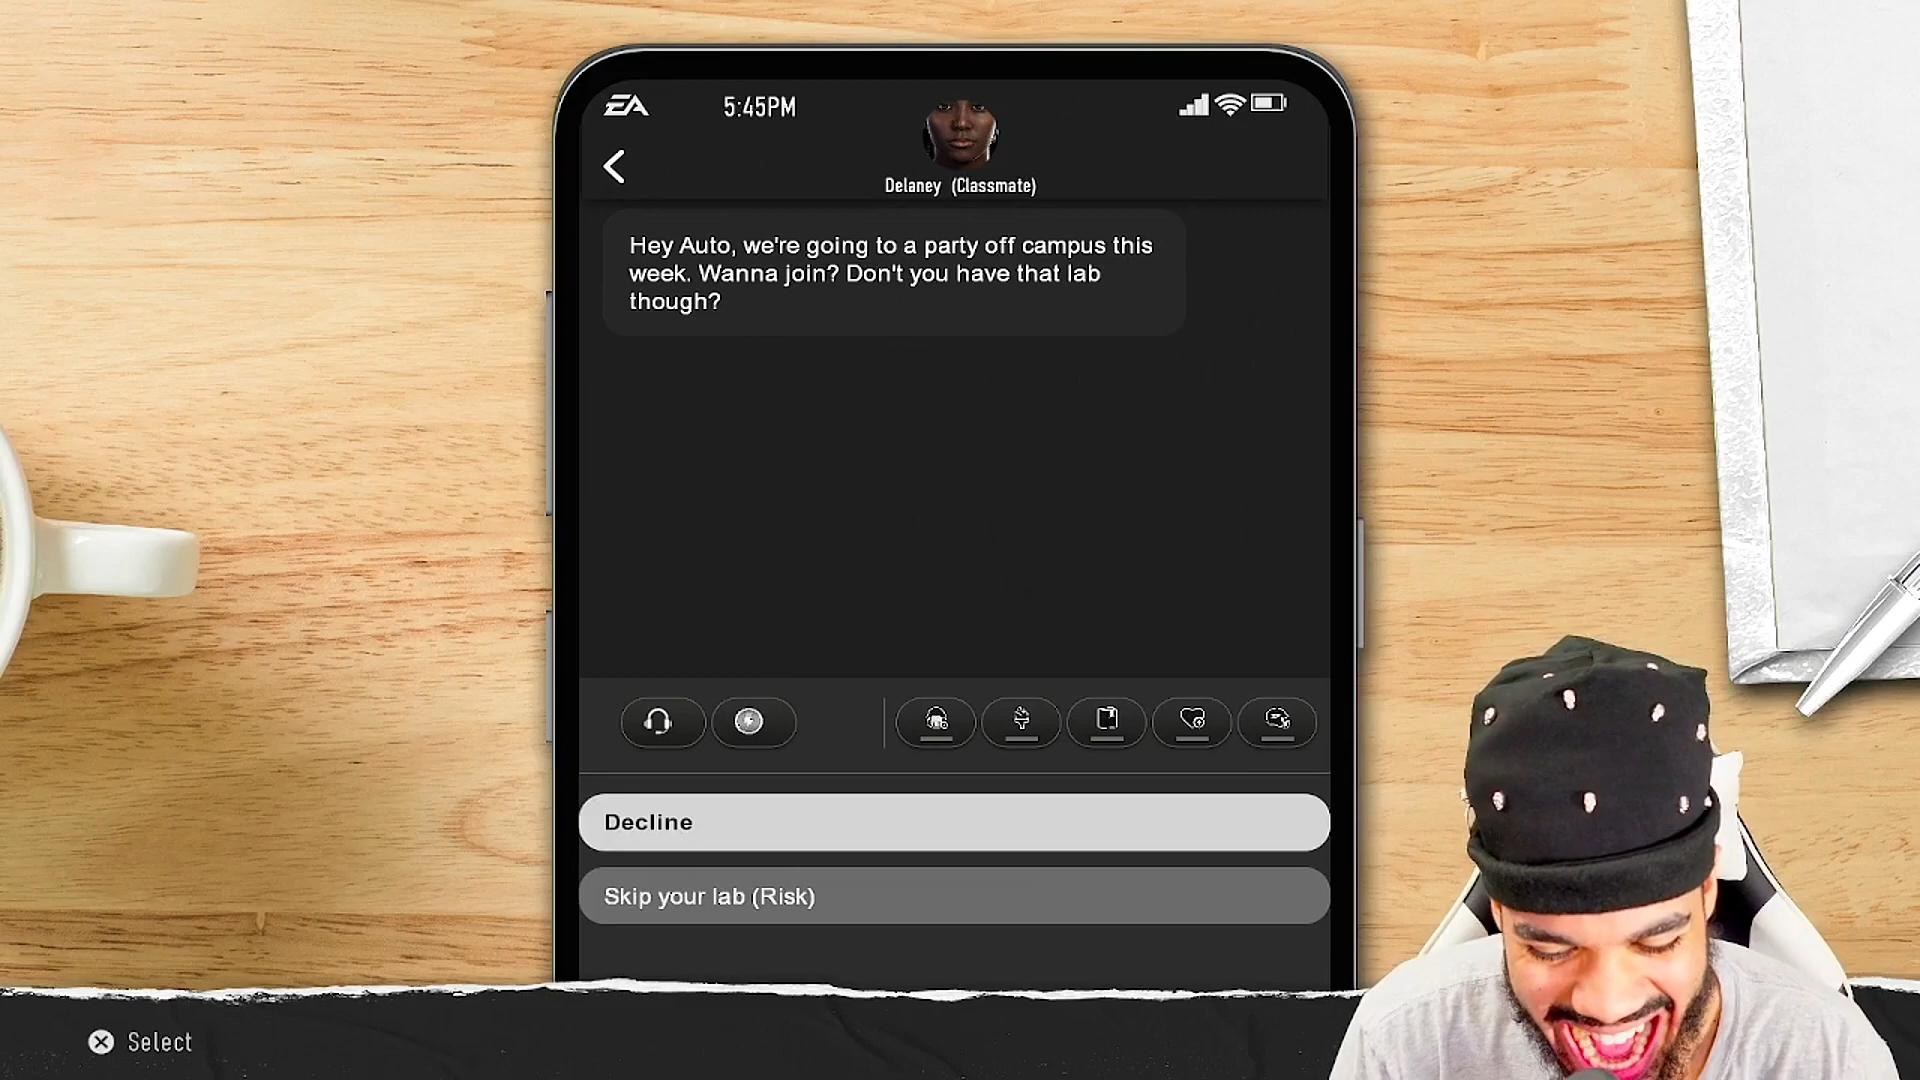 EA
5:45PM
Delaney (Classmate)
Hey Auto, we're going to a party off campus this
week. Wanna join? Don't you have that lab
though?
Decline
Skip your lab (Risk)
Select